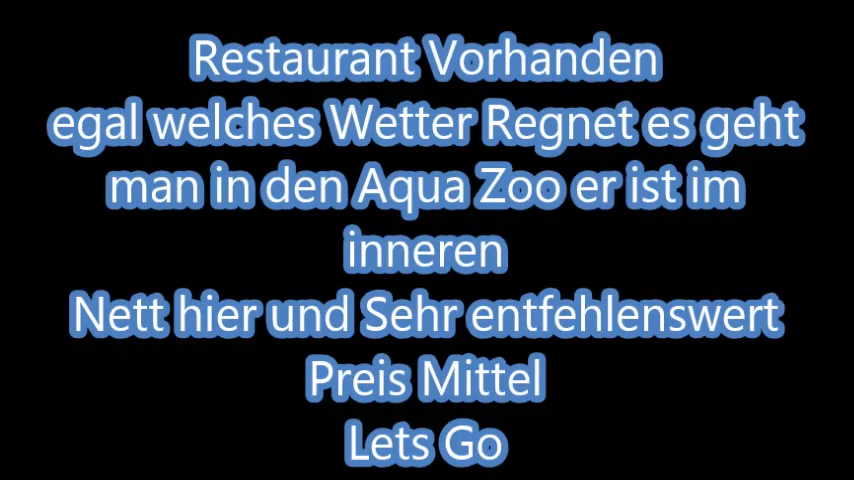 Restaurant Vorhanden
egal welches Wetter Regnet es geht
man in den Aqua Zoo er ist im
inneren
Nett hier und Sehr entfehlenswert
Preis Mittel
Lets Go